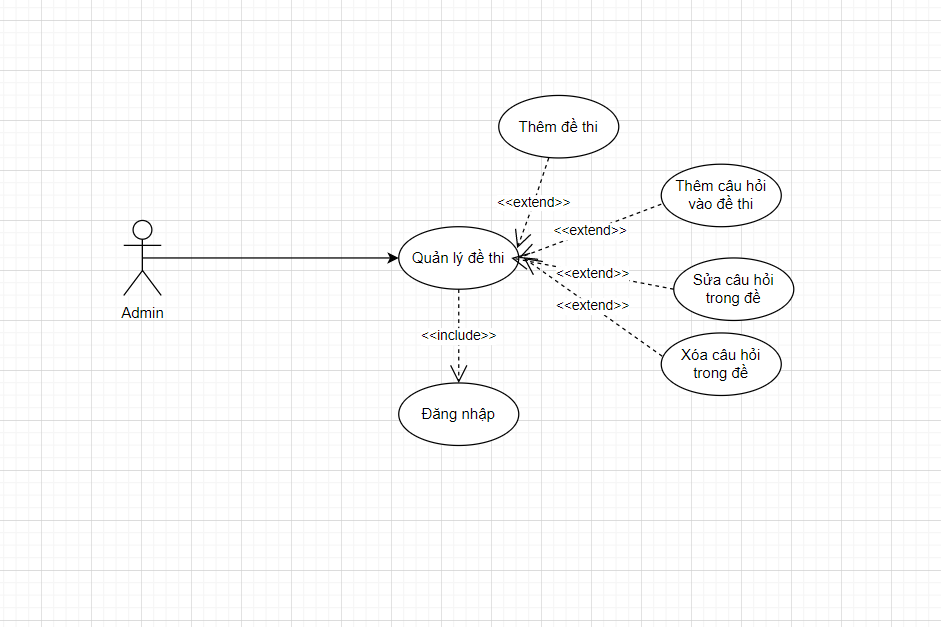 Thêm đề thi
Thêm câu hỏi
vào đề thi
<<extend>>
<<extend>>
Quản lý đề thi
<<extend>>
Sửa câu hỏi
trong đề
<<extend>>
Admin
<<include>>
Xóa câu hỏi
trong đề
Đăng nhập